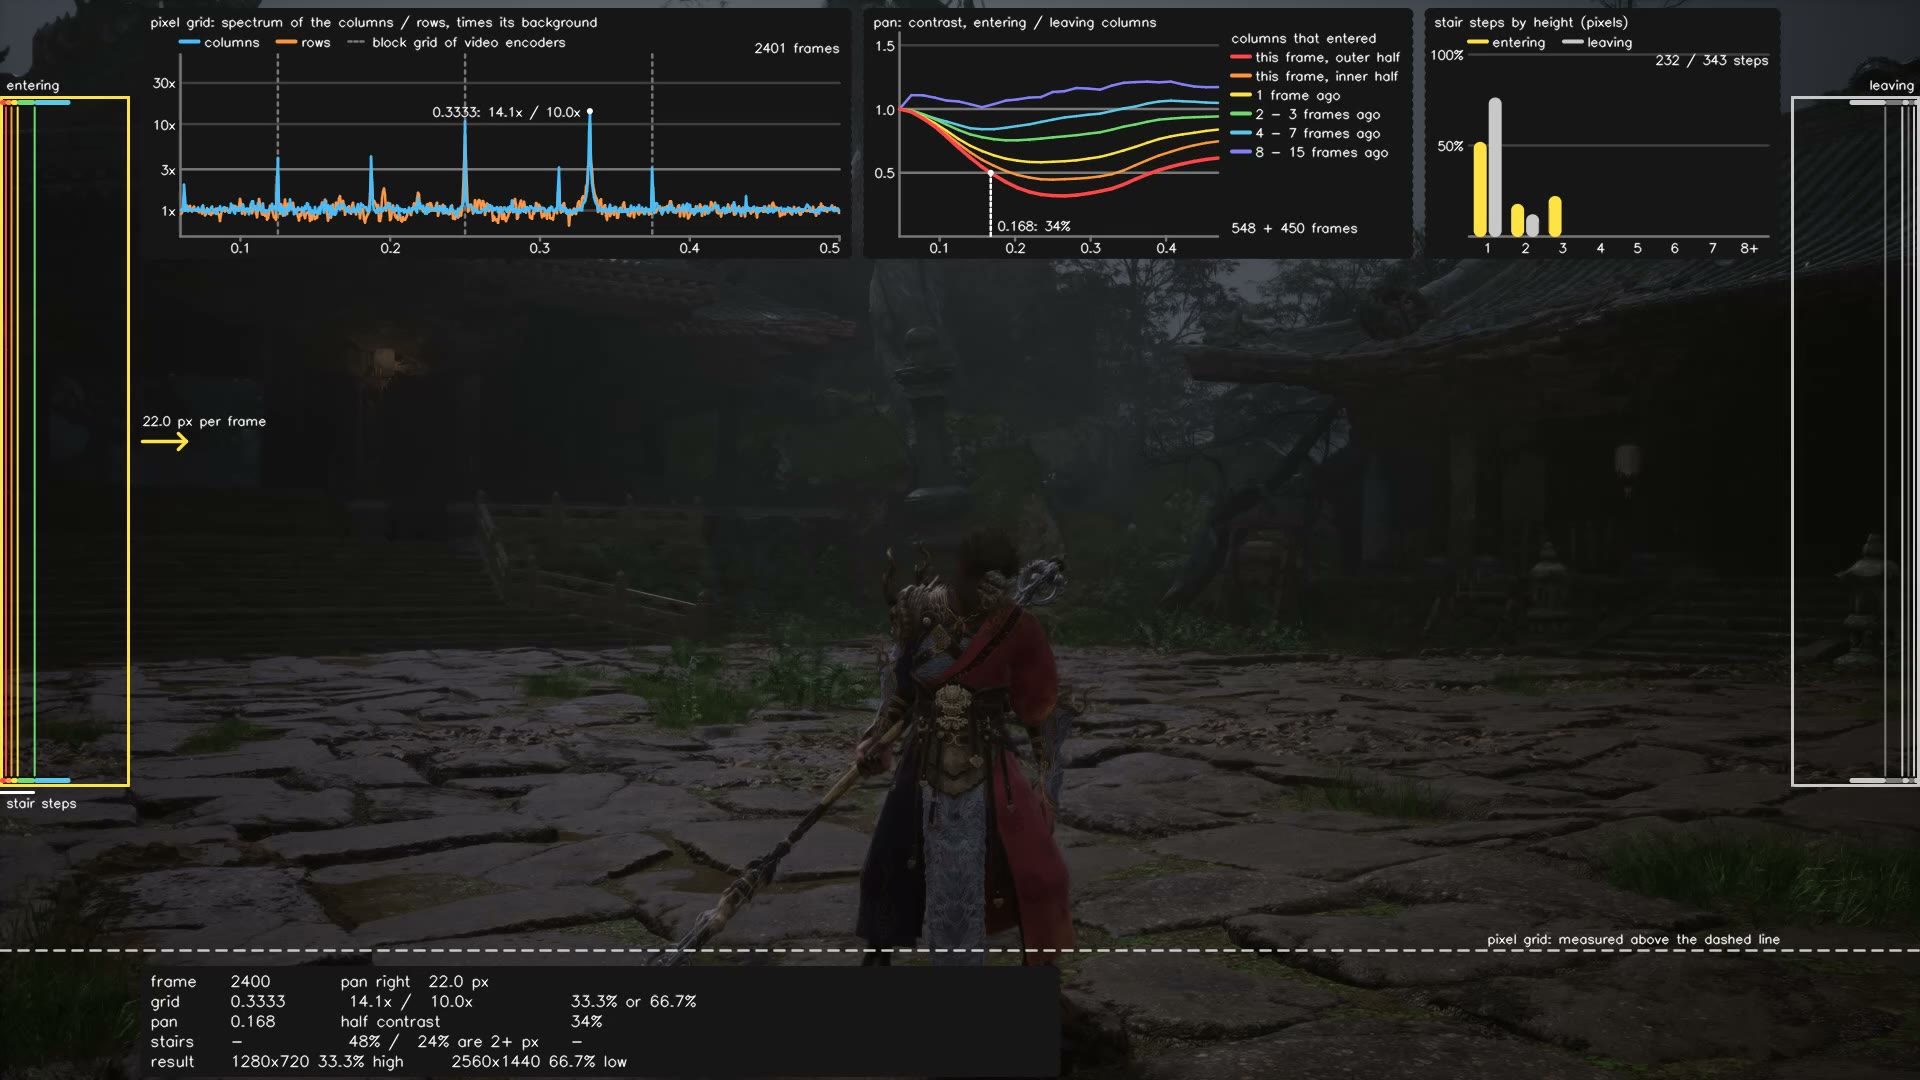 pixel grid: spectrum of the columns / rows, times its background
columns rows block grid of video encoders
2401 frames
30x
10x
3x
1x
0.3333: 14.1x / 10.0x
0.1 0.2 0.3 0.4 0.5
pan: contrast, entering / leaving columns
1.5
1.0
0.5
0.168: 34%
0.1 0.2 0.3 0.4
columns that entered
this frame, outer half
this frame, inner half
1 frame ago
2 – 3 frames ago
4 – 7 frames ago
8 – 15 frames ago
548 + 450 frames
stair steps by height (pixels)
entering leaving
100%
232 / 343 steps
50%
1 2 3 4 5 6 7 8+
entering
leaving
22.0 px per frame
stair steps
pixel grid: measured above the dashed line
frame 2400 pan right 22.0 px
grid 0.3333 14.1x / 10.0x 33.3% or 66.7%
pan 0.168 half contrast 34%
stairs – 48% / 24% are 2+ px –
result 1280x720 33.3% high 2560x1440 66.7% low